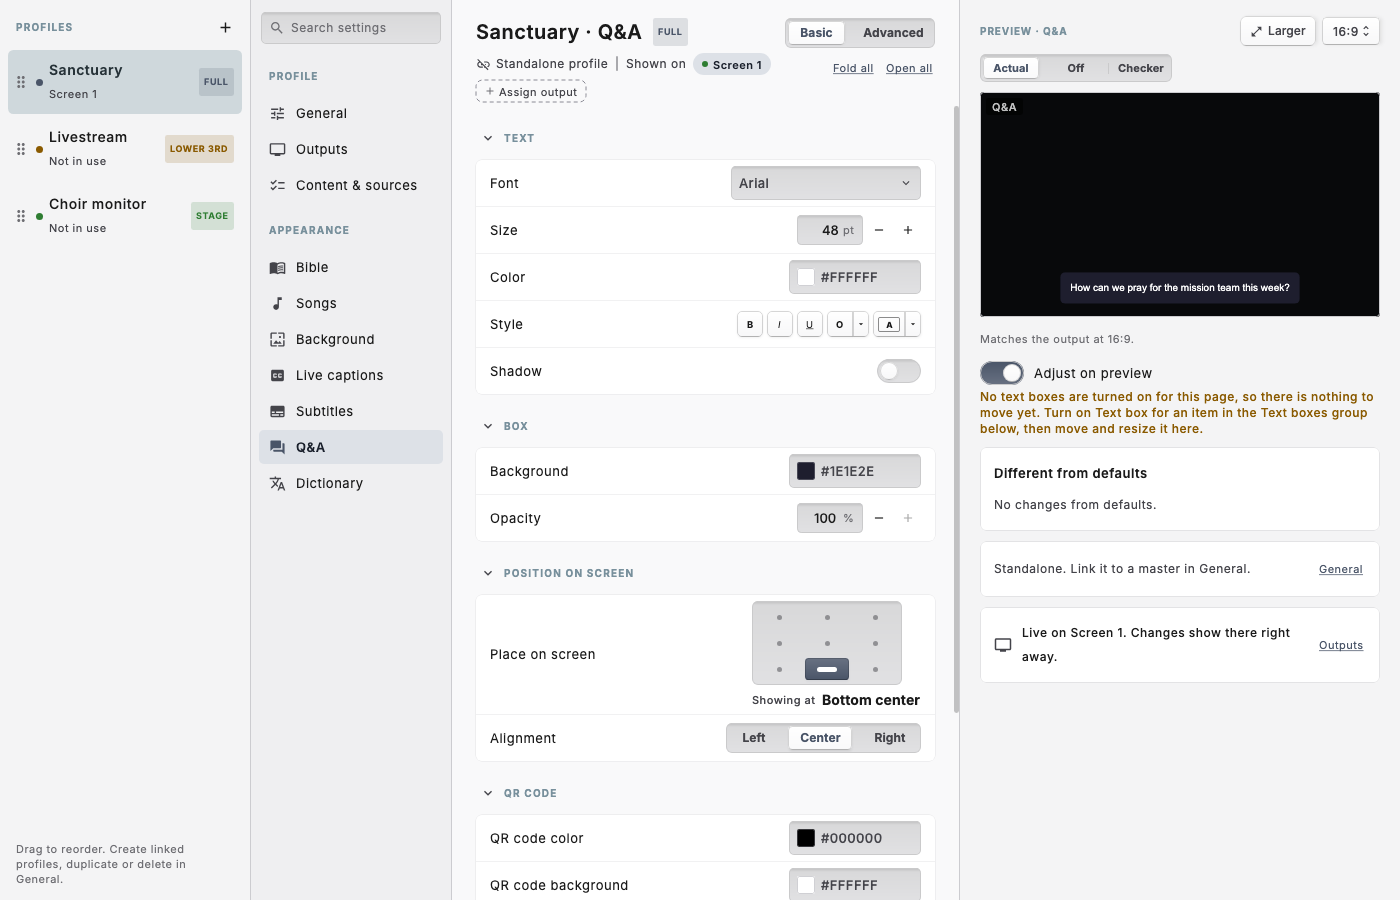 PROFILES
Sanctuary
Screen 1
FULL
Livestream
Not in use
LOWER 3RD
Choir monitor
Not in use
STAGE
Drag to reorder. Create linked
profiles, duplicate or delete in
General.
Search settings
PROFILE
General
Outputs
Content & sources
APPEARANCE
Bible
Songs
Background
Live captions
Subtitles
Q&A
Dictionary
Sanctuary · Q&A FULL
Basic Advanced
Standalone profile | Shown on Screen 1
Fold all Open all
+ Assign output
TEXT
Font Arial
Size 48 pt − +
Color #FFFFFF
Style B I U O A
Shadow
BOX
Background #1E1E2E
Opacity 100 % − +
POSITION ON SCREEN
Place on screen
Showing at Bottom center
Alignment Left Center Right
QR CODE
QR code color #000000
QR code background #FFFFFF
PREVIEW · Q&A
Larger 16:9
Actual Off Checker
Q&A
How can we pray for the mission team this week?
Matches the output at 16:9.
Adjust on preview
No text boxes are turned on for this page, so there is nothing to
move yet. Turn on Text box for an item in the Text boxes group
below, then move and resize it here.
Different from defaults
No changes from defaults.
Standalone. Link it to a master in General. General
Live on Screen 1. Changes show there right
away.
Outputs